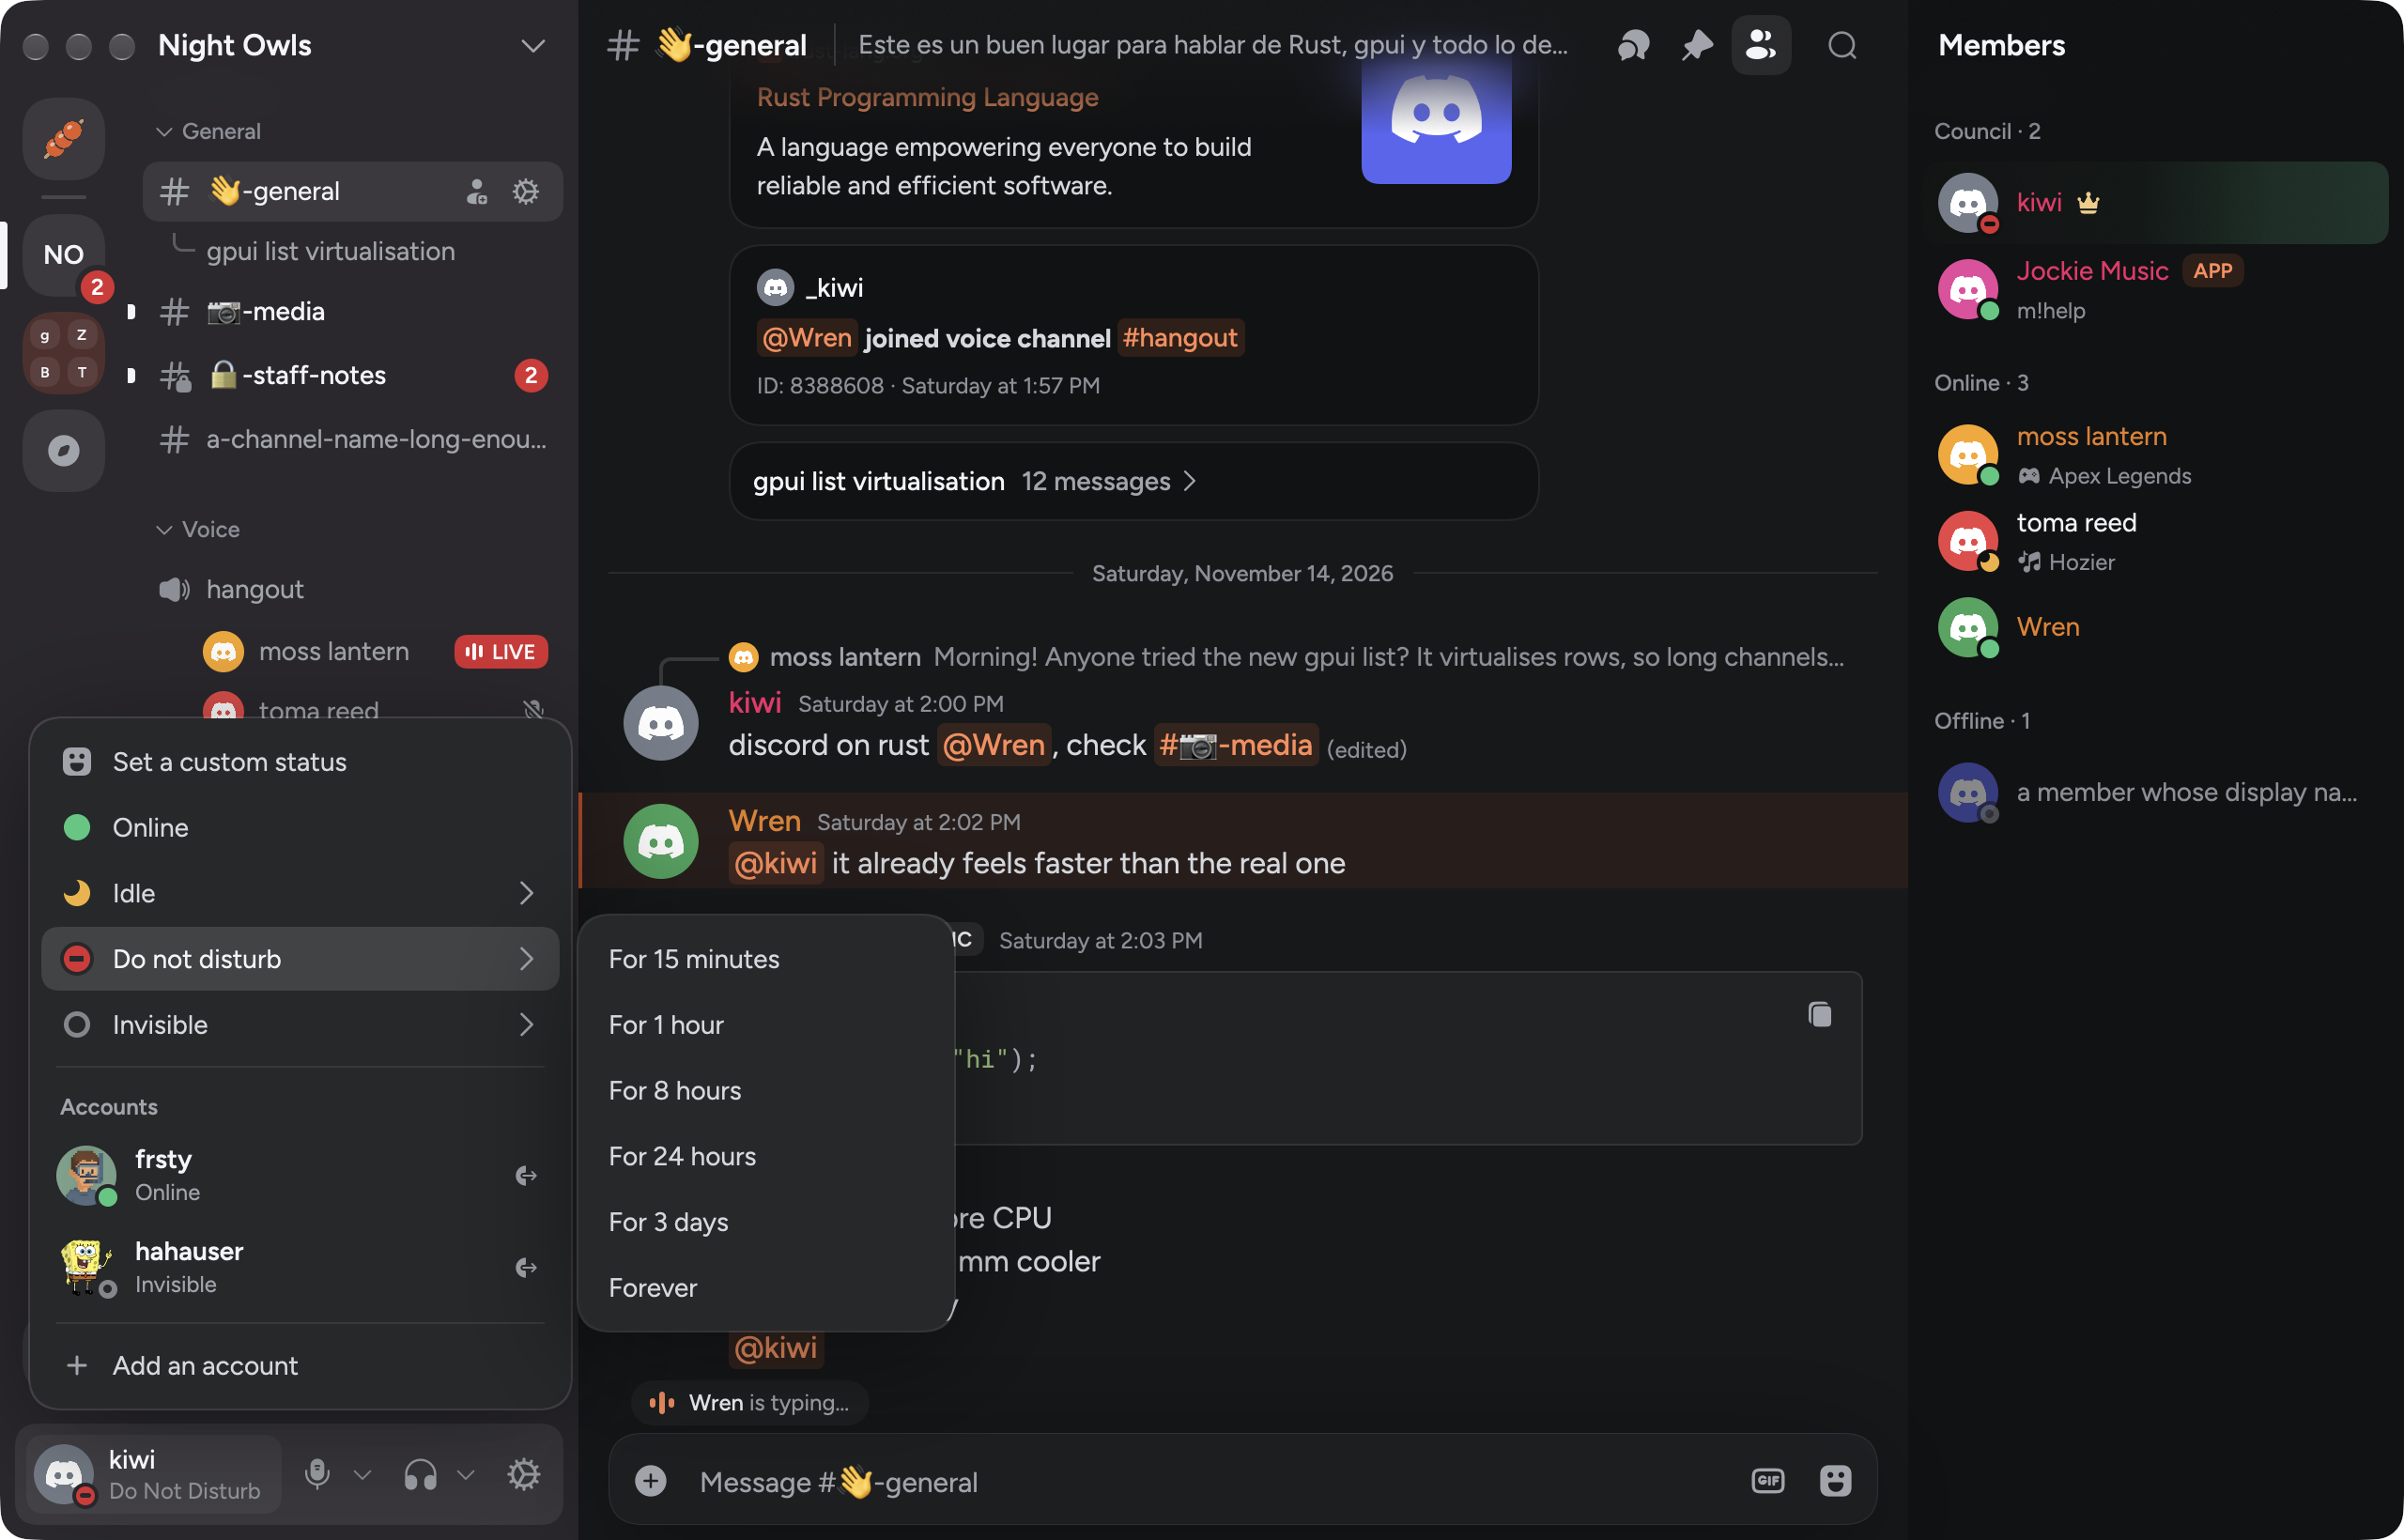 Night Owls
NO
2
g Z
B T
General
👋-general
gpui list virtualisation
📷-media
🔒-staff-notes
2
a-channel-name-long-enou...
Voice
hangout
moss lantern
LIVE
toma reed
Set a custom status
Online
Idle
Do not disturb
Invisible
Accounts
frsty
Online
hahauser
Invisible
Add an account
kiwi
Do Not Disturb
For 15 minutes
For 1 hour
For 8 hours
For 24 hours
For 3 days
Forever
# 👋-general
Este es un buen lugar para hablar de Rust, gpui y todo lo de...
Rust Programming Language
A language empowering everyone to build
reliable and efficient software.
_kiwi
@Wren joined voice channel #hangout
ID: 8388608 · Saturday at 1:57 PM
gpui list virtualisation 12 messages
Saturday, November 14, 2026
moss lantern Morning! Anyone tried the new gpui list? It virtualises rows, so long channels...
kiwi Saturday at 2:00 PM
discord on rust @Wren, check #📷-media (edited)
Wren Saturday at 2:02 PM
@kiwi it already feels faster than the real one
Saturday at 2:03 PM
"hi");
CPU
mm cooler
@kiwi
Wren is typing...
Message #👋-general
GIF
Members
Council · 2
kiwi
Jockie Music APP
m!help
Online · 3
moss lantern
Apex Legends
toma reed
Hozier
Wren
Offline · 1
a member whose display na...